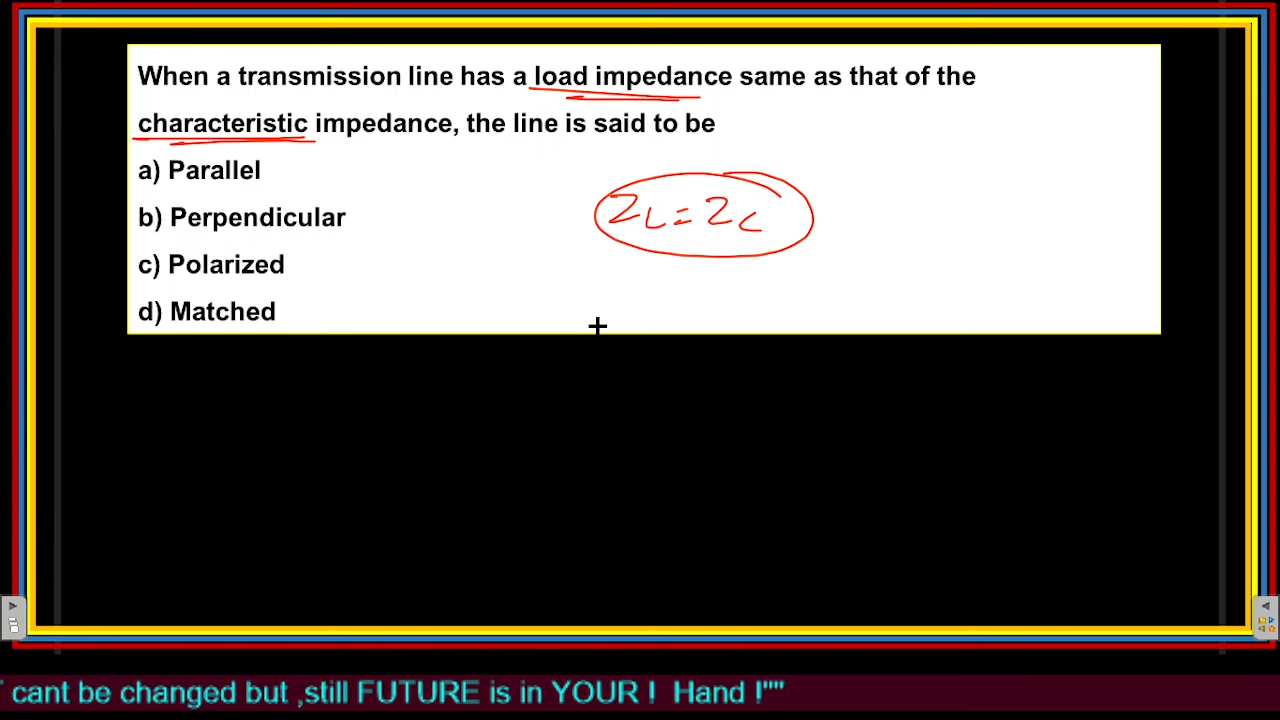 When a transmission line has a load impedance same as that of the
characteristic impedance, the line is said to be
a) Parallel
b) Perpendicular
ZL = ZC
c) Polarized
d) Matched
cant be changed but ,still FUTURE is in YOUR ! Hand !""